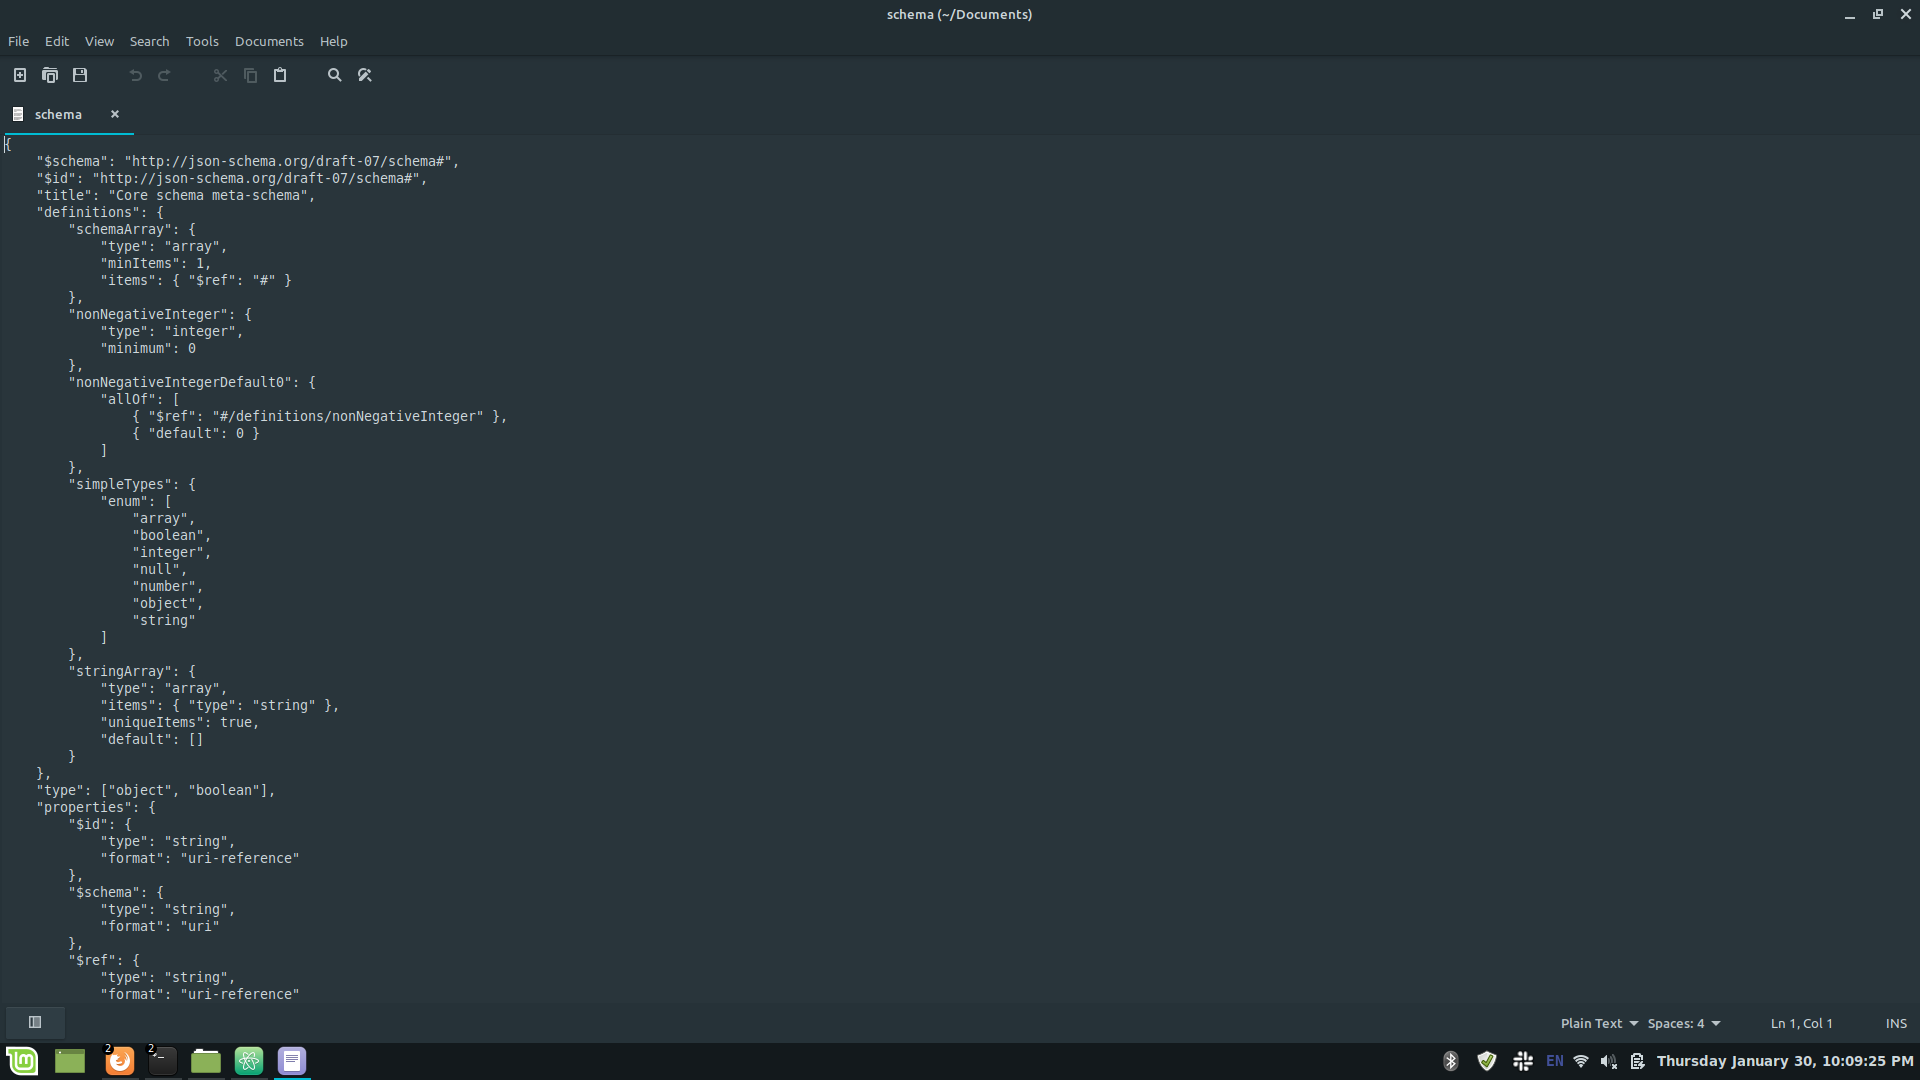 schema (~/Documents)
File Edit View Search Tools Documents Help
schema
{
    "$schema": "http://json-schema.org/draft-07/schema#",
    "$id": "http://json-schema.org/draft-07/schema#",
    "title": "Core schema meta-schema",
    "definitions": {
        "schemaArray": {
            "type": "array",
            "minItems": 1,
            "items": { "$ref": "#" }
        },
        "nonNegativeInteger": {
            "type": "integer",
            "minimum": 0
        },
        "nonNegativeIntegerDefault0": {
            "allOf": [
                { "$ref": "#/definitions/nonNegativeInteger" },
                { "default": 0 }
            ]
        },
        "simpleTypes": {
            "enum": [
                "array",
                "boolean",
                "integer",
                "null",
                "number",
                "object",
                "string"
            ]
        },
        "stringArray": {
            "type": "array",
            "items": { "type": "string" },
            "uniqueItems": true,
            "default": []
        }
    },
    "type": ["object", "boolean"],
    "properties": {
        "$id": {
            "type": "string",
            "format": "uri-reference"
        },
        "$schema": {
            "type": "string",
            "format": "uri"
        },
        "$ref": {
            "type": "string",
            "format": "uri-reference"
Plain Text Spaces: 4 Ln 1, Col 1 INS
2 2 EN Thursday January 30, 10:09:25 PM